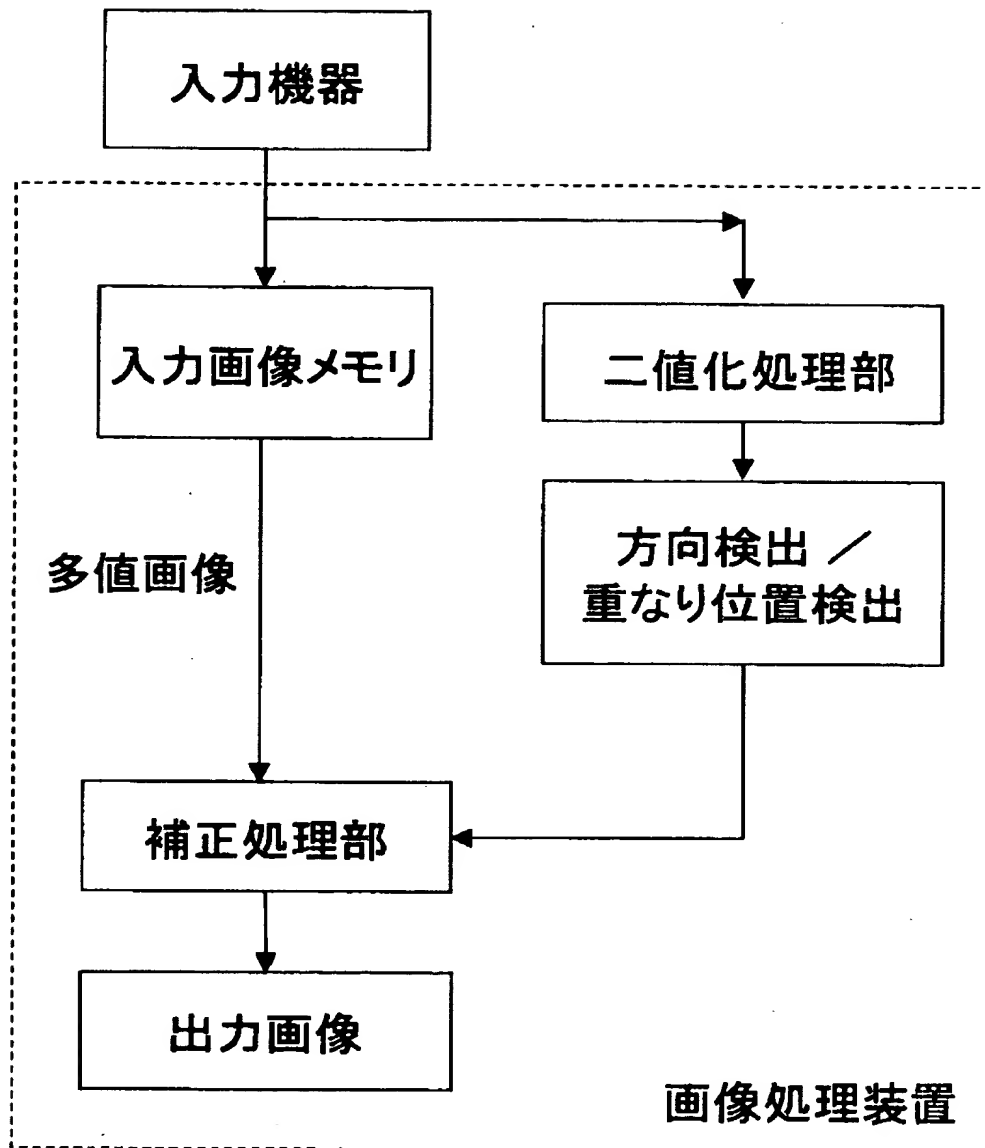 入力機器
入力画像メモリ
二値化処理部
方向検出 ／
重なり位置検出
多値画像
補正処理部
出力画像
画像処理装置